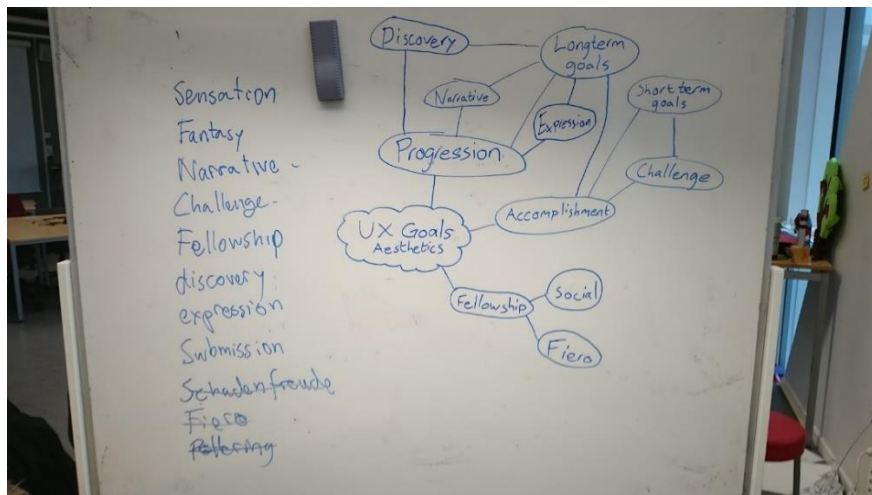 Sensation
Fantasy
Narrative -
Challenge-
Fellowship
discovery
expression
Submission
Schadenfreude
Fiero
Discovery
Longterm
goals
Narrative
Expression
Short term
goals
Progression
Challenge
Accomplishment
UX Goals
Aesthetics
Fellowship
Social
Fiero